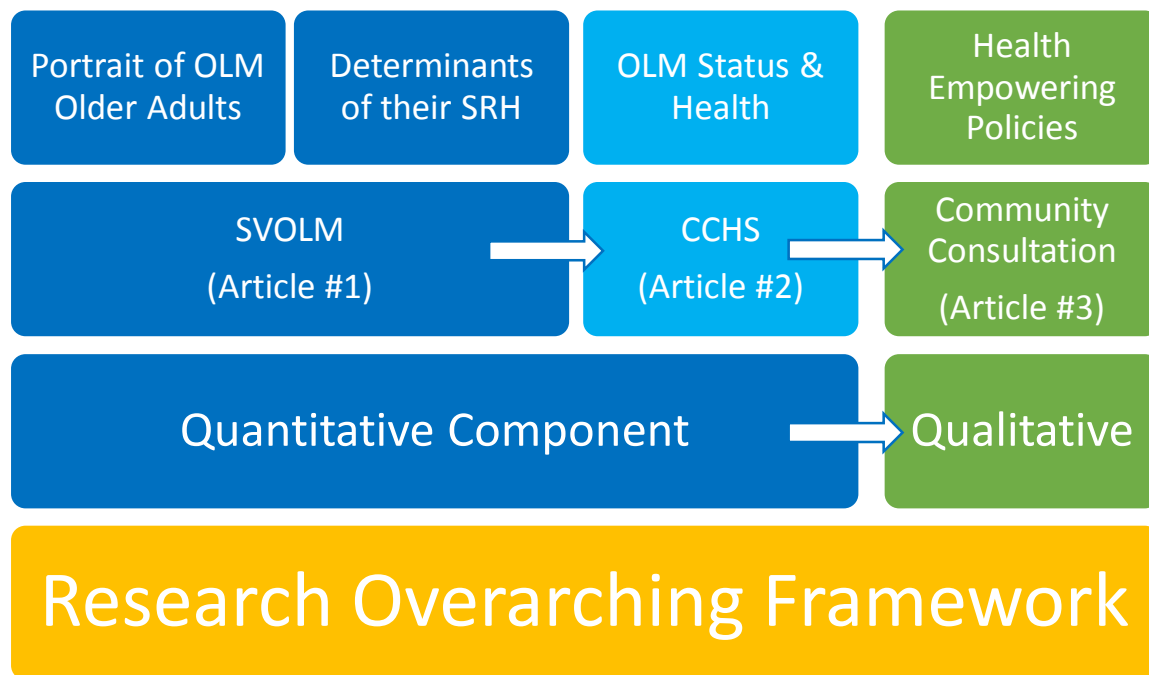 Portrait of OLM
Older Adults
Determinants
of their SRH
OLM Status &
Health
Health
Empowering
Policies
SVOLM
(Article #1)
CCHS
(Article #2)
Community
Consultation
(Article #3)
Quantitative Component
Qualitative
Research Overarching Framework